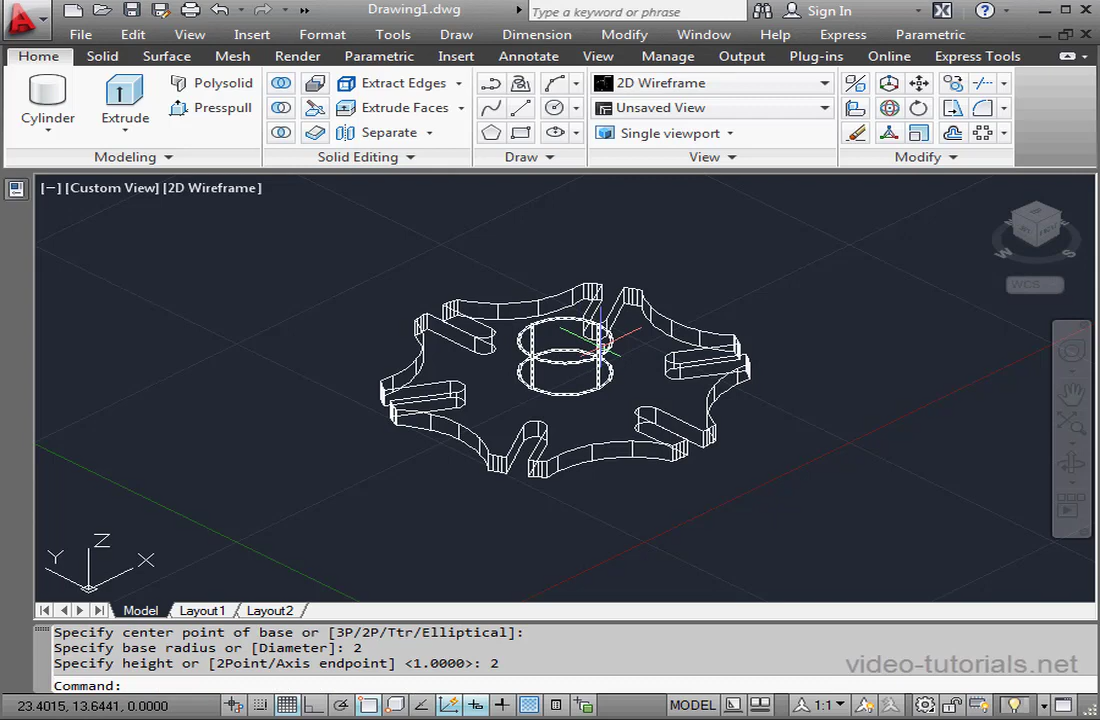 Drawing1.dwg
Type a keyword or phrase
Sign In
File Edit View Insert Format Tools Draw Dimension Modify Window Help Express Parametric
Home Solid Surface Mesh Render Parametric Insert Annotate View Manage Output Plug-ins Online Express Tools
Cylinder
Extrude
Polysolid
Presspull
Extract Edges
Extrude Faces
Separate
2D Wireframe
Unsaved View
Single viewport
Modeling
Solid Editing
Draw
View
Modify
[−] [Custom View] [2D Wireframe]
W
S
WCS
Y Z X
Model Layout1 Layout2
Specify center point of base or [3P/2P/Ttr/Elliptical]:
Specify base radius or [Diameter]: 2
Specify height or [2Point/Axis endpoint] <1.0000>: 2
Command:
video-tutorials.net
23.4015, 13.6441, 0.0000
MODEL
1:1